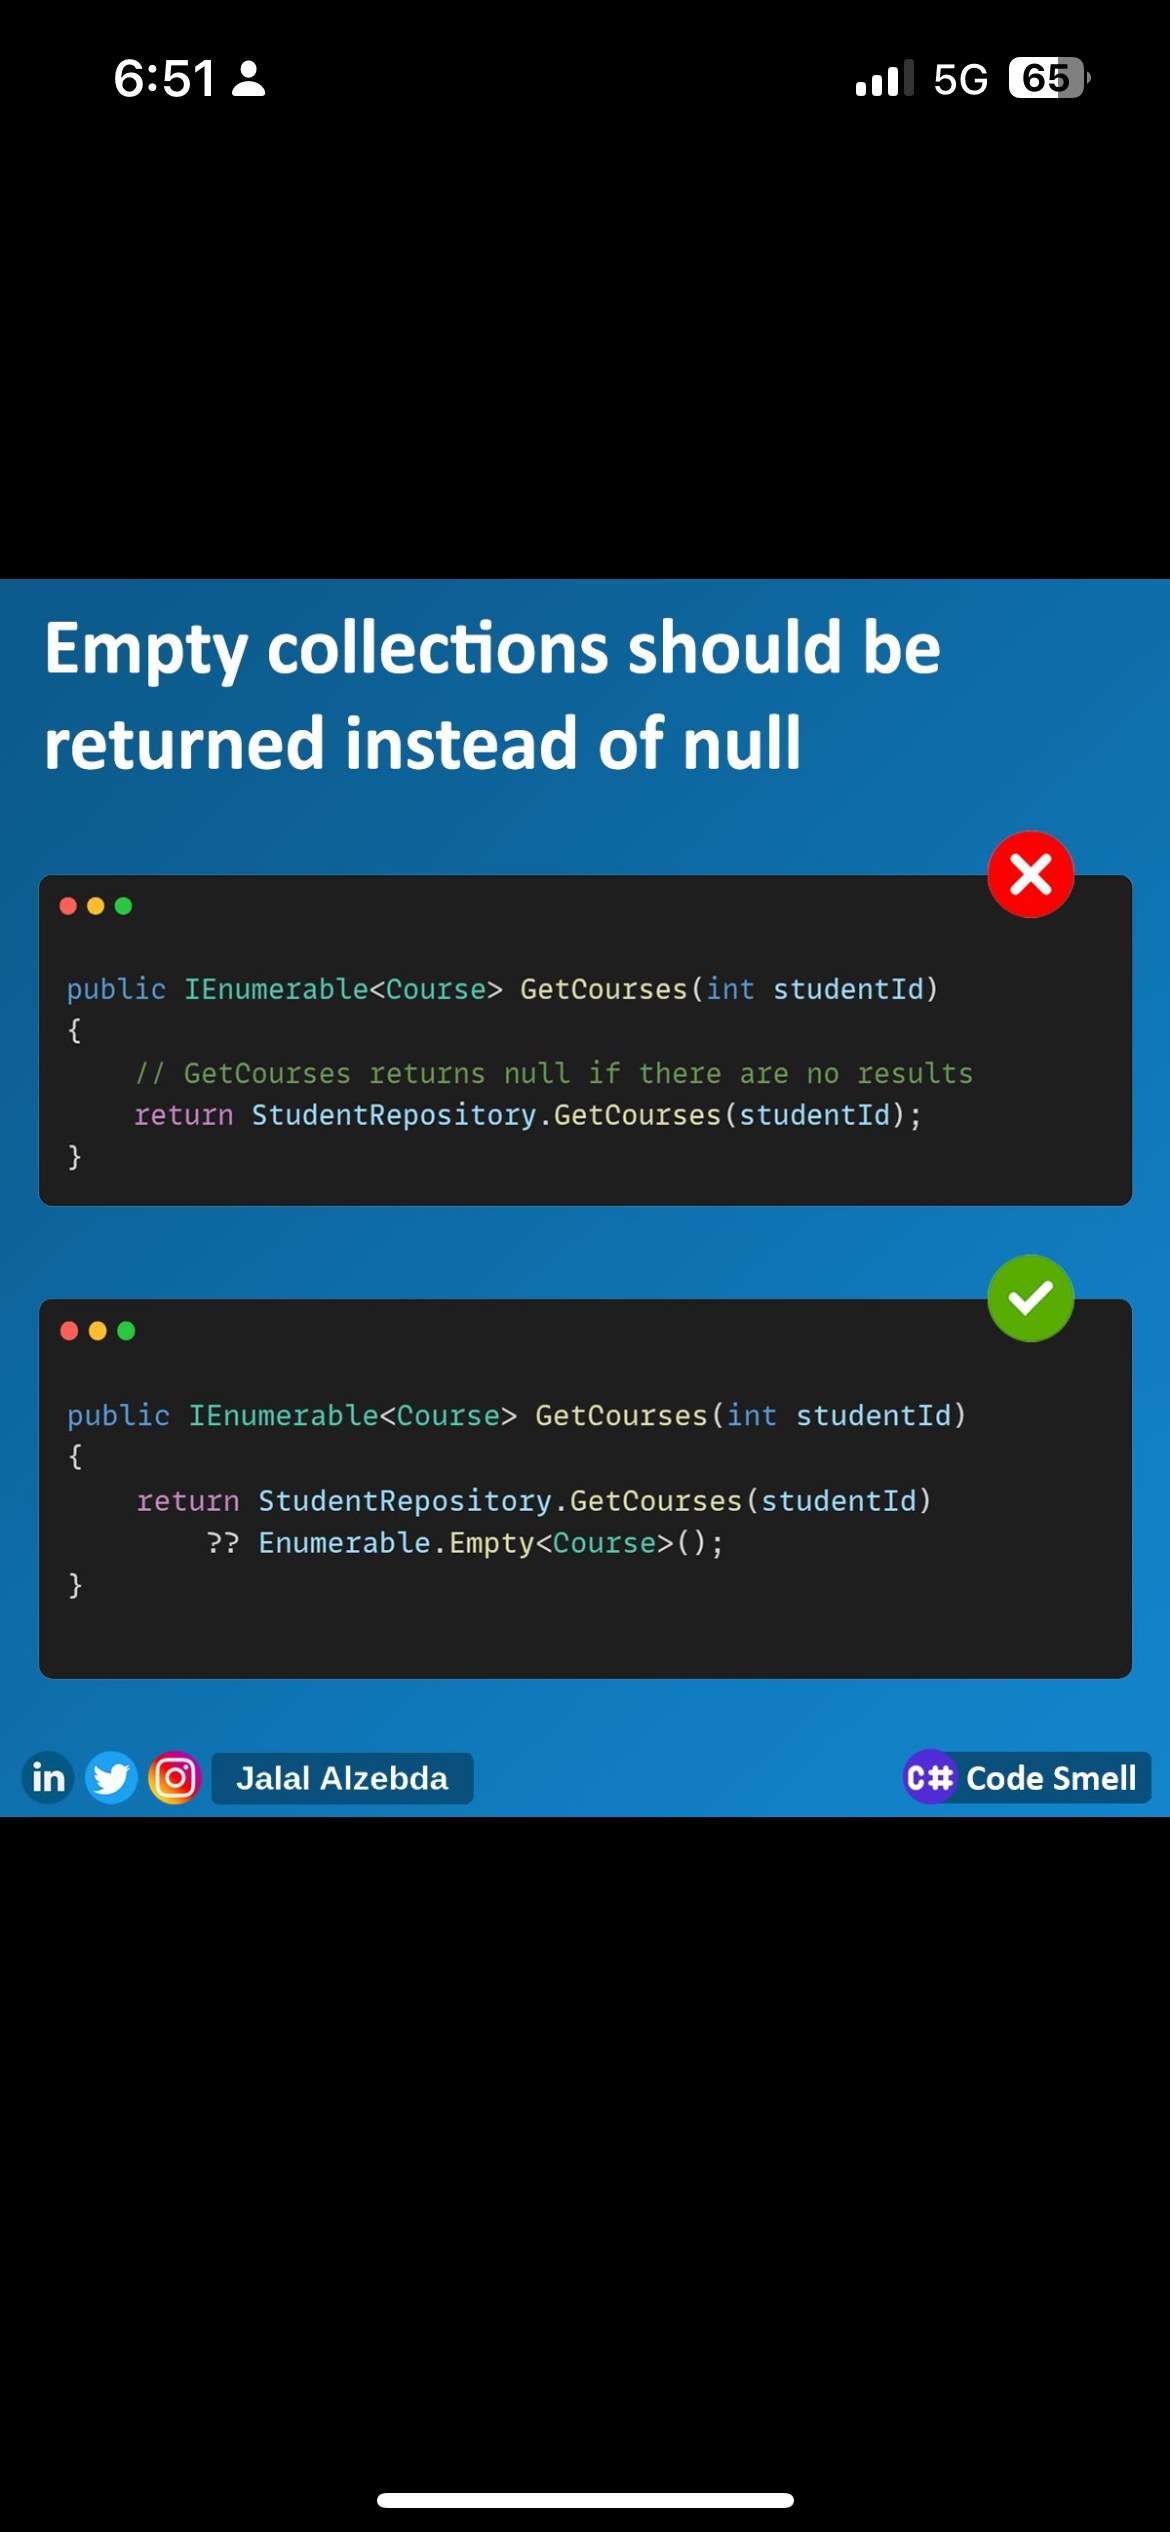 6:51 5G 65
Empty collections should be
returned instead of null
public IEnumerable<Course> GetCourses(int studentId)
{
    // GetCourses returns null if there are no results
    return StudentRepository.GetCourses(studentId);
}
public IEnumerable<Course> GetCourses(int studentId)
{
    return StudentRepository.GetCourses(studentId)
        ?? Enumerable.Empty<Course>();
}
in Jalal Alzebda C# Code Smell